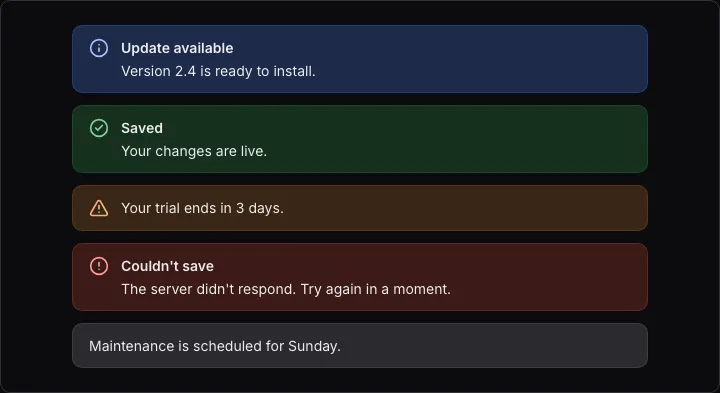 Update available
Version 2.4 is ready to install.
Saved
Your changes are live.
Your trial ends in 3 days.
Couldn't save
The server didn't respond. Try again in a moment.
Maintenance is scheduled for Sunday.